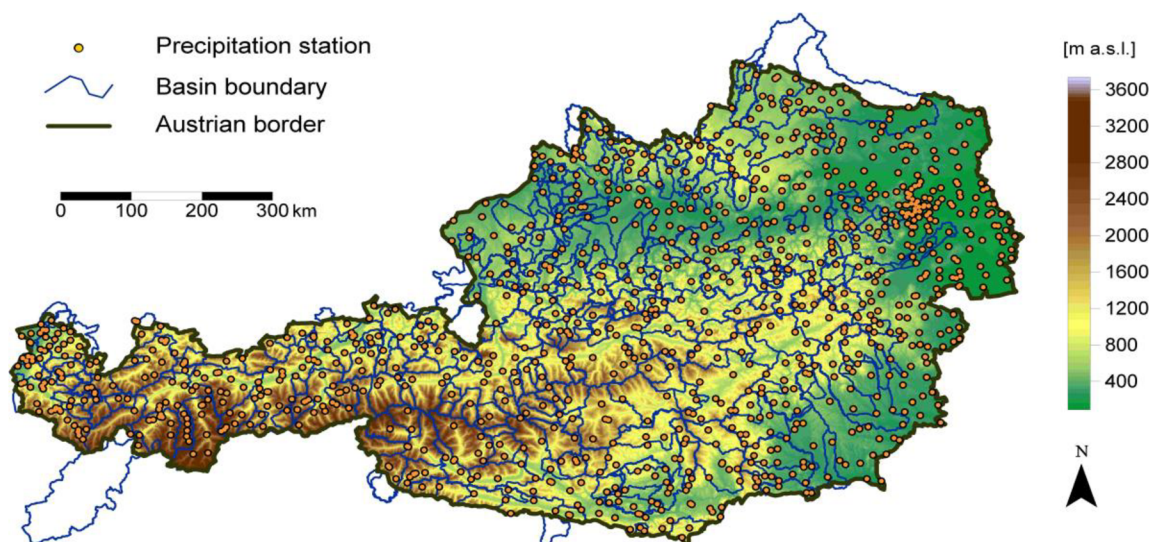 Precipitation station
Basin boundary
Austrian border
0 100 200 300 km
[m a.s.l.]
3600
3200
2800
2400
2000
1600
1200
800
400
N